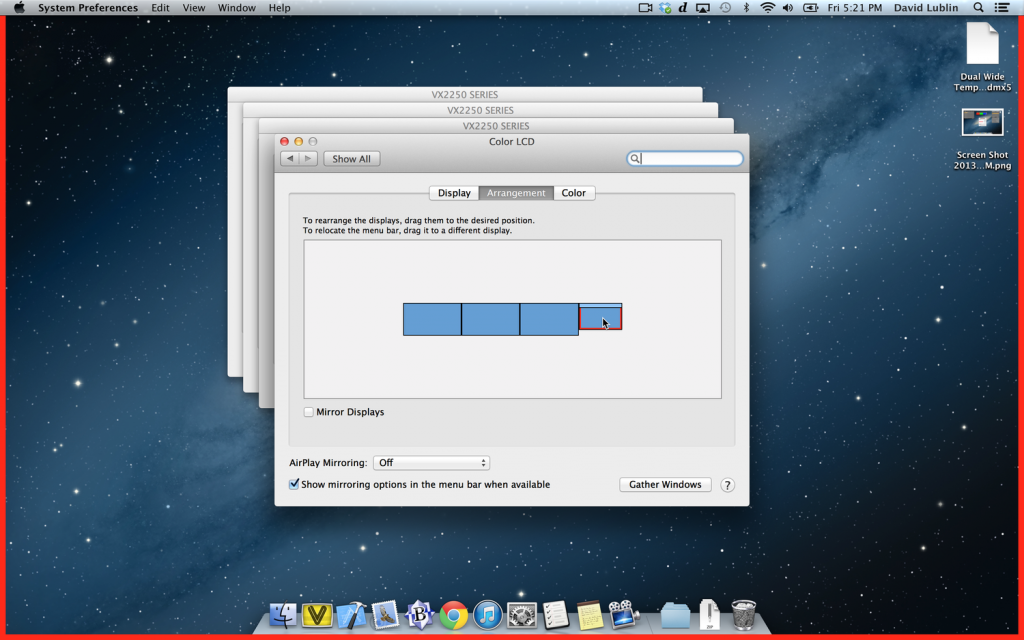 System Preferences Edit View Window Help
Fri 5:21 PM David Lublin
Dual Wide
Temp...dmx5
Screen Shot
2013...M.png
VX2250 SERIES
VX2250 SERIES
VX2250 SERIES
Color LCD
Show All
Display Arrangement Color
To rearrange the displays, drag them to the desired position.
To relocate the menu bar, drag it to a different display.
Mirror Displays
AirPlay Mirroring: Off
Show mirroring options in the menu bar when available
Gather Windows ?